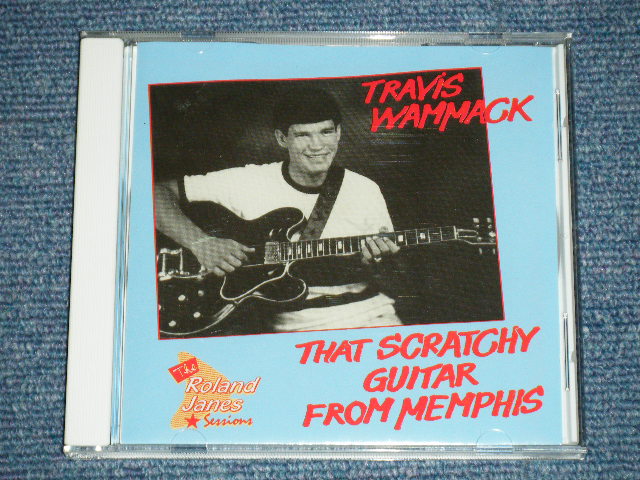 TRAVIS
WAMMACK
THAT SCRATCHY
GUITAR
FROM MEMPHIS
The
Roland
Janes
Sessions